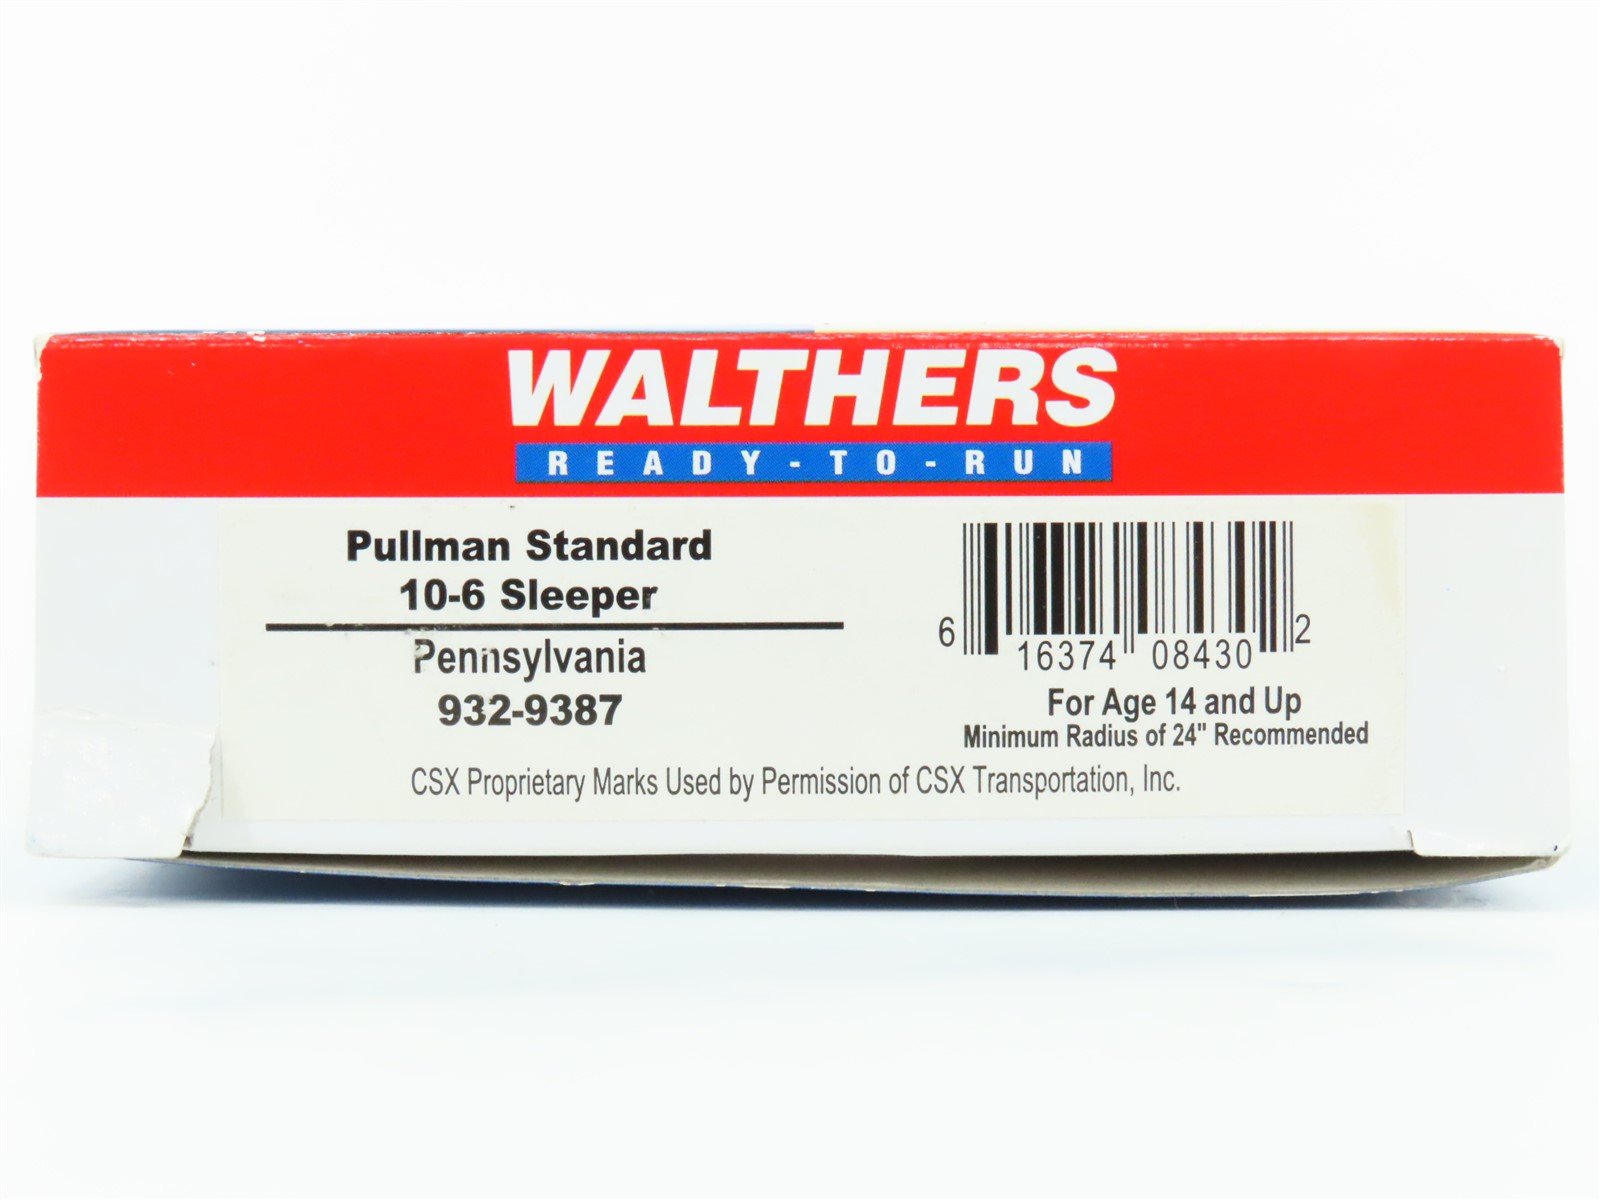 WALTHERS
READY-TO-RUN
Pullman Standard
10-6 Sleeper
Pennsylvania
932-9387
6 16374 08430 2
For Age 14 and Up
Minimum Radius of 24" Recommended
CSX Proprietary Marks Used by Permission of CSX Transportation, Inc.